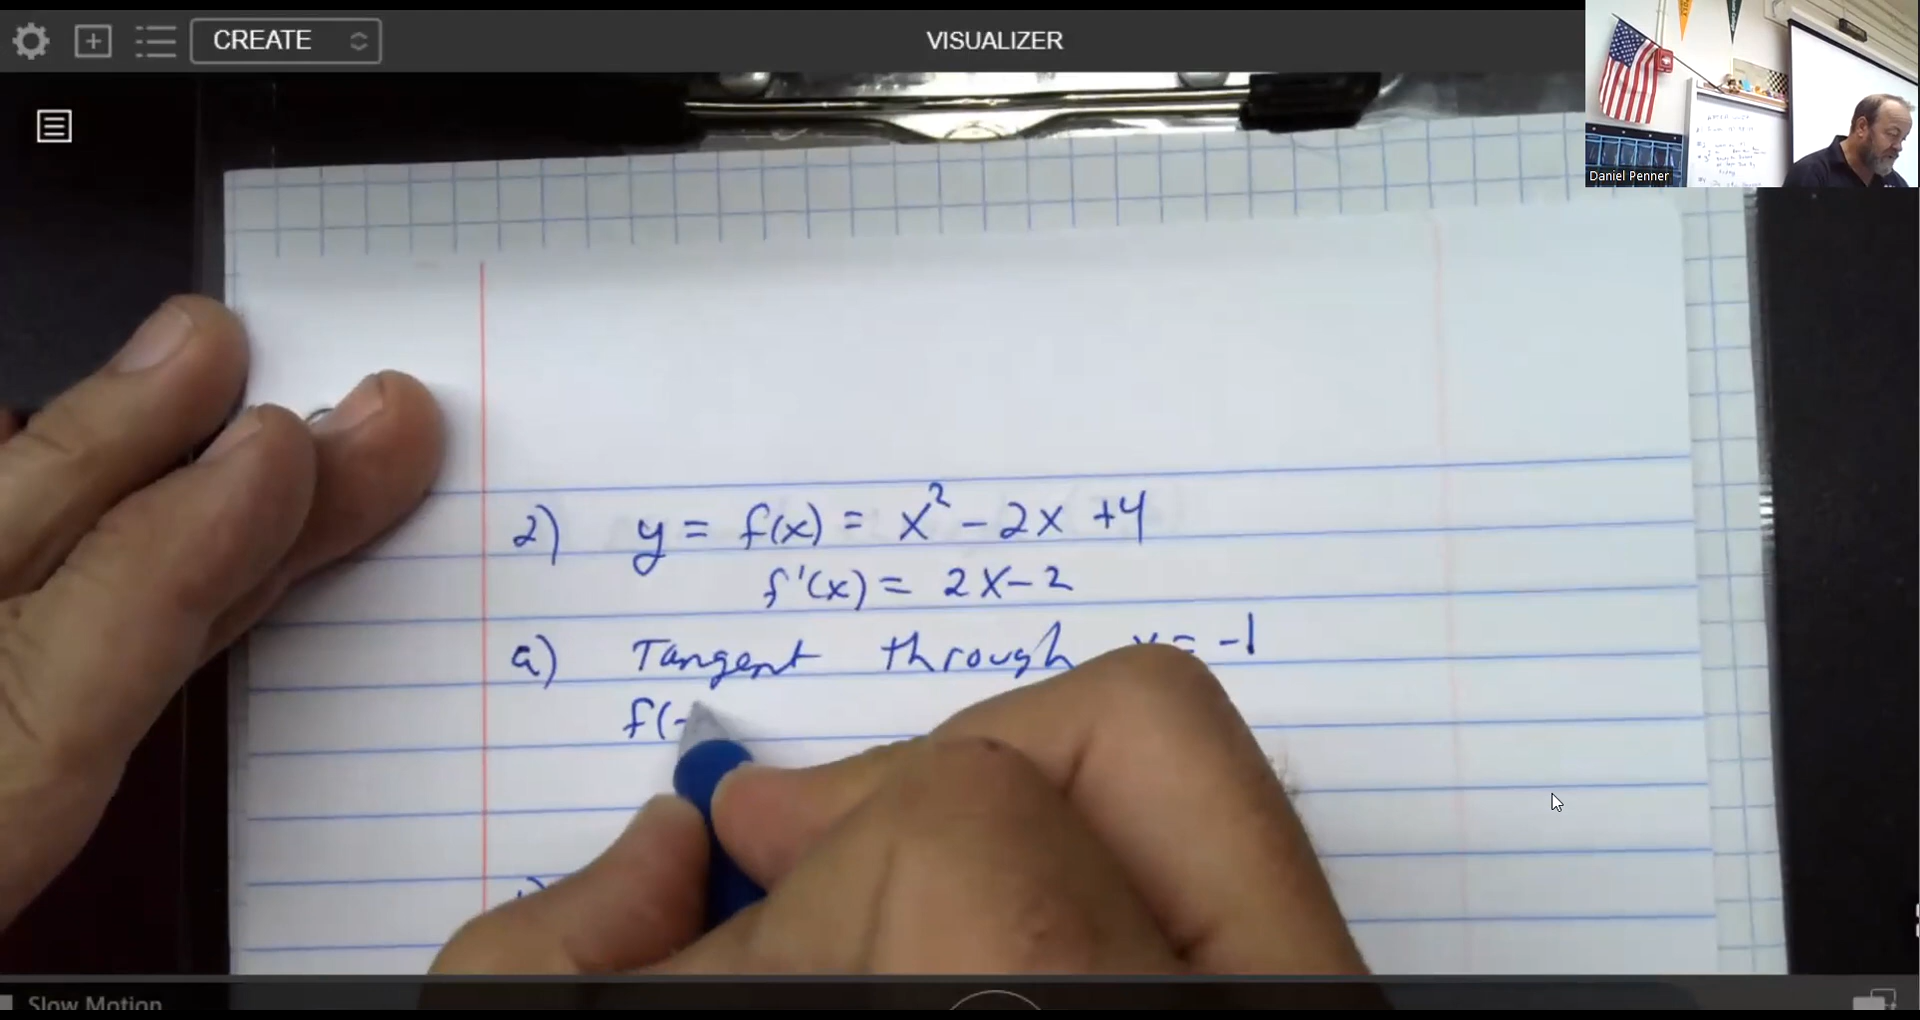 CREATE
VISUALIZER
Daniel Penner
2) y = f(x) = x² - 2x + 4
f'(x) = 2x - 2
a) Tangent through x = -1
f(-
Slow Motion